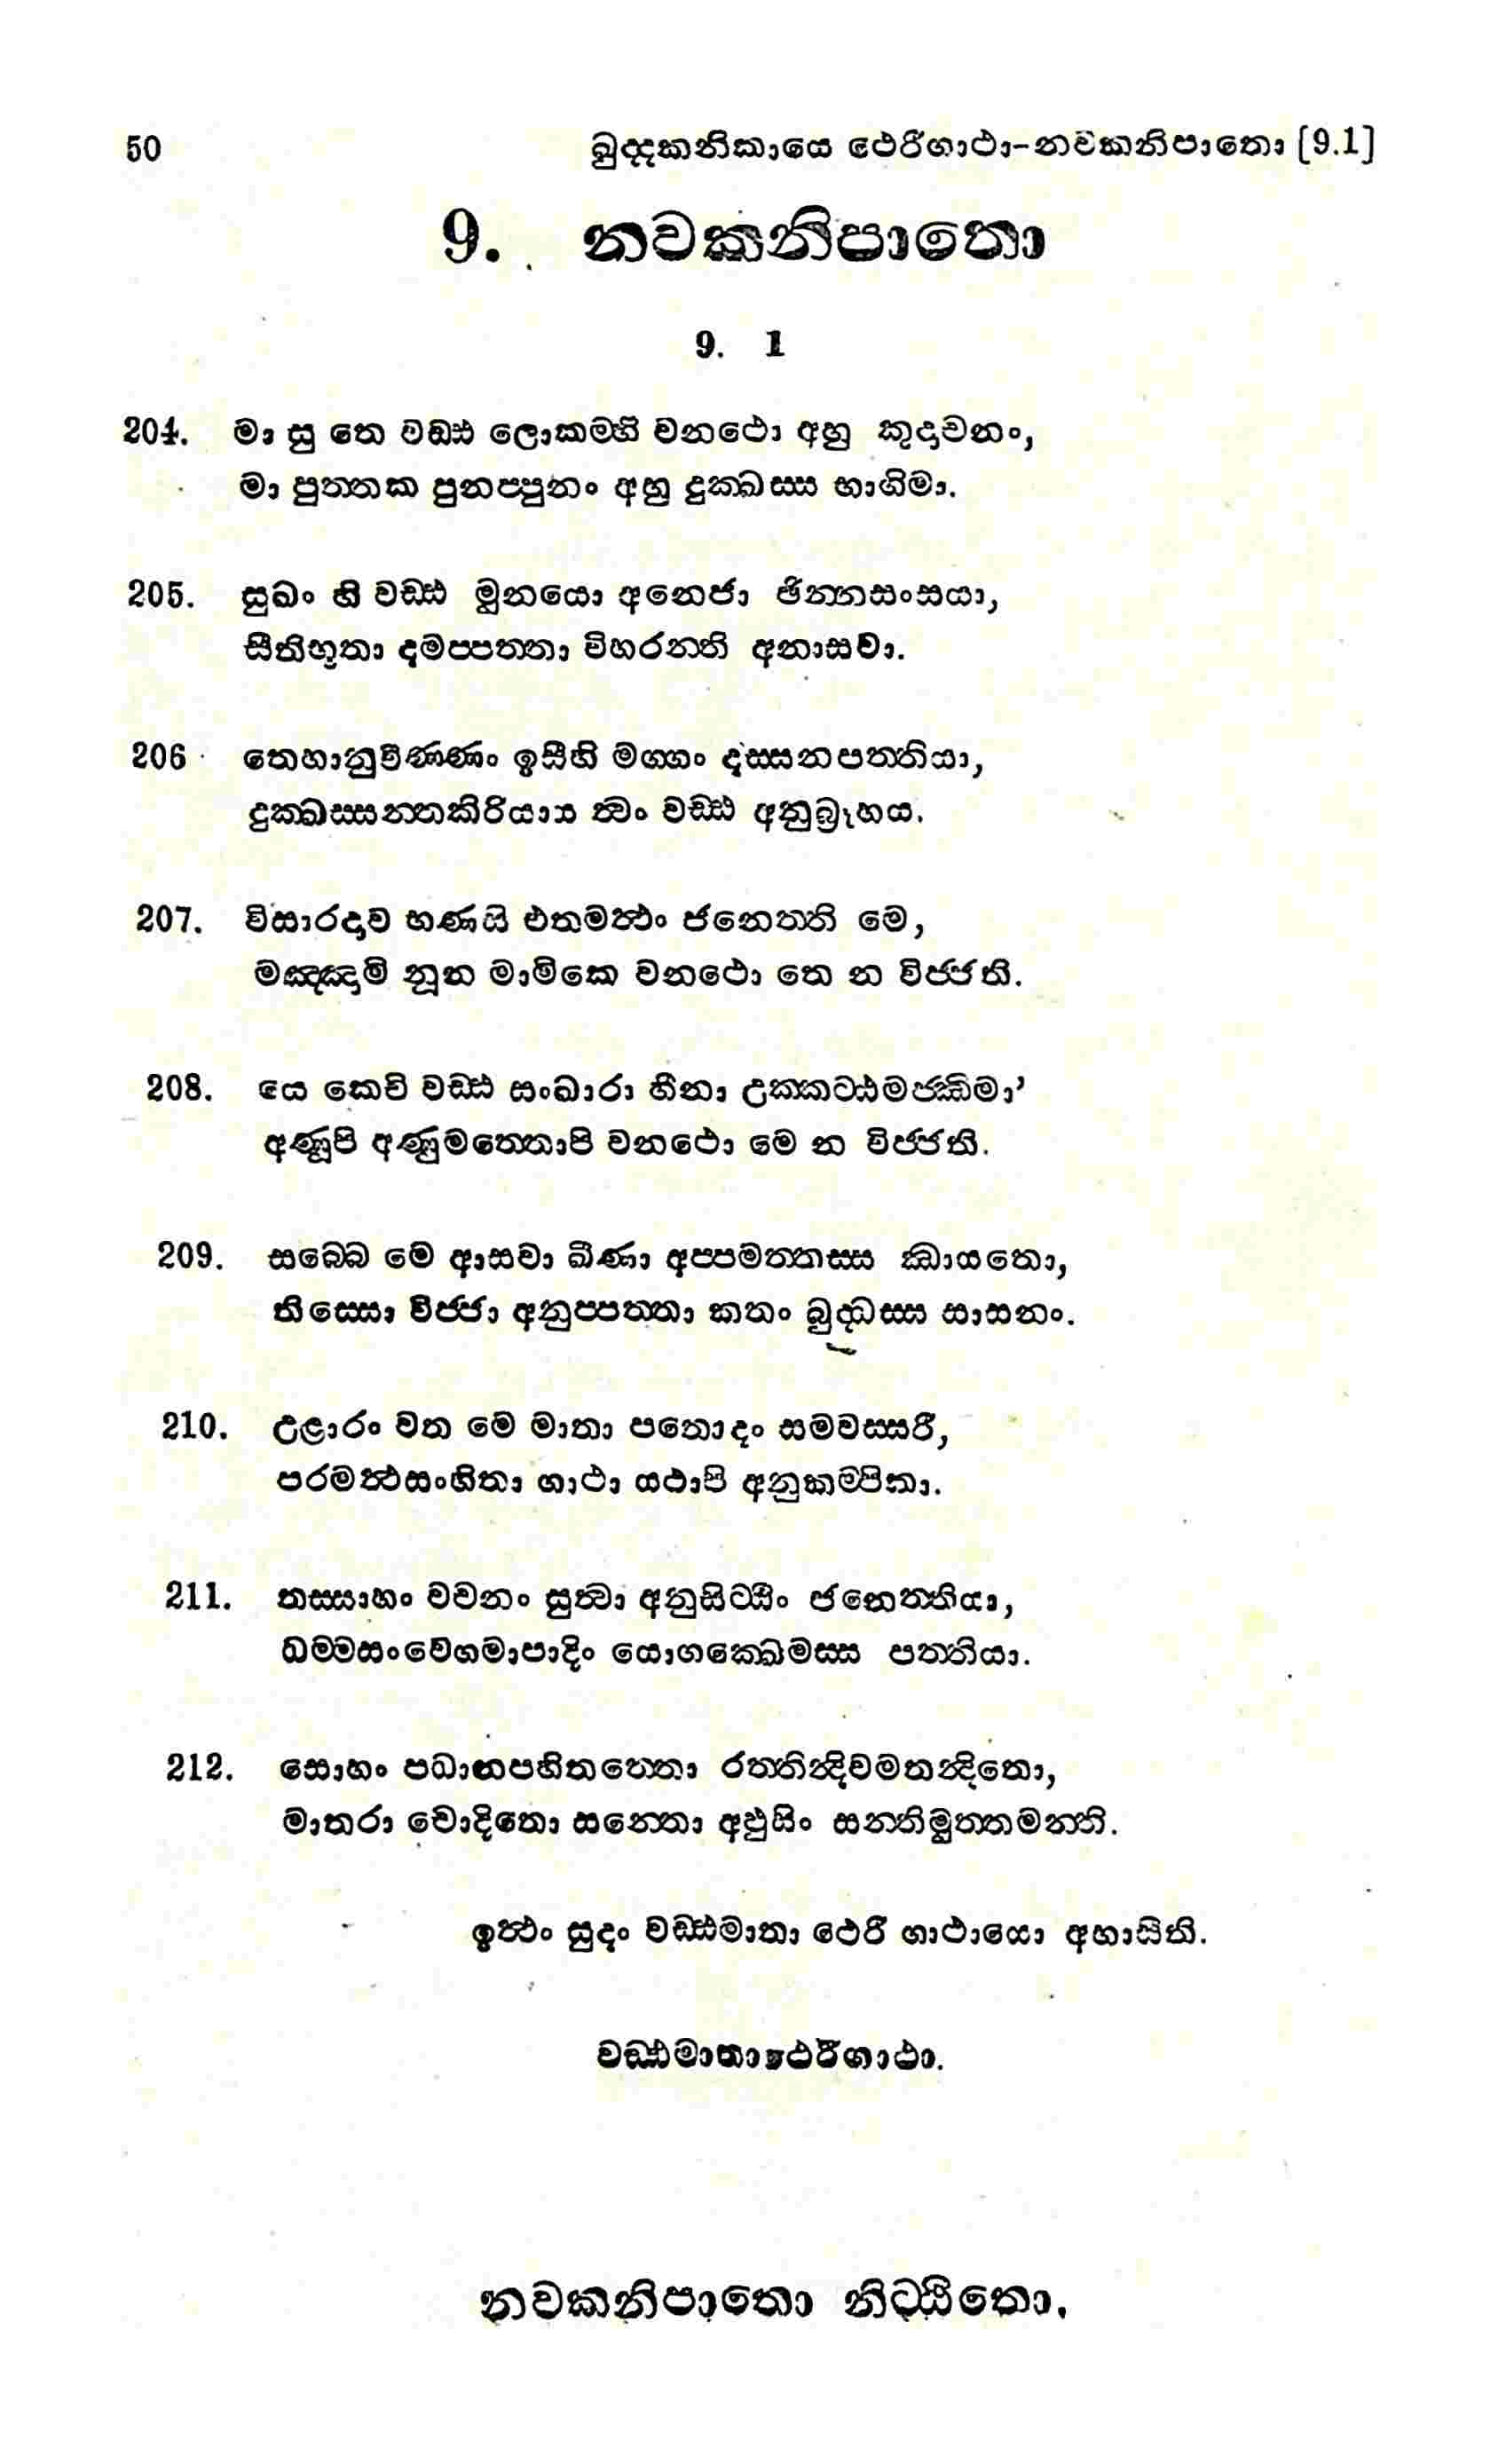 50 ඛුද්දකනිකායෙ ථෙරීගාථා-නවකනිපාතො [9.1]
9. නවකනිපාතො
9. 1
204. මා සු තෙ වඩ්ඪ ලොකම්හි වනථො අහු කුදාචනං,
මා පුත්තක පුනප්පුනං අහු දුක්ඛස්ස භාගිමා.
205. සුඛං හි වඩ්ඪ මුනයො අනෙජා ඡින්නසංසයා,
සීතිභූතා දමප්පත්තා විහරන්ති අනාසවා.
206 තෙහානුචිණ්ණං ඉසීහි මග්ගං දස්සනපත්තියා,
දුක්ඛස්සන්තකිරියාය ත්වං වඩ්ඪ අනුබ්‍රෑහය.
207. විසාරදාව භණසි එතමත්ථං ජනෙත්ති මෙ,
මඤ්ඤාමි නූන මාමිකෙ වනථො තෙ න විජ්ජති.
208. යෙ කෙචි වඩ්ඪ සංඛාරා හීනා උක්කට්ඨමජ්ඣිමා’
අණූපි අණුමත්තොපි වනථො මෙ න විජ්ජති.
209. සබ්බෙ මෙ ආසවා ඛීණා අප්පමත්තස්ස ඣායතො,
තිස්සො විජ්ජා අනුප්පත්තා කතං බුද්ධස්ස සාසනං.
210. උළාරං වත මෙ මාතා පතොදං සමවස්සරි,
පරමත්ථසංහිතා ගාථා යථාපි අනුකම්පිකා.
211. තස්සාහං වචනං සුත්වා අනුසිට්ඨිං ජනෙත්තියා,
ධම්මසංවෙගමාපාදිං යොගක්ඛෙමස්ස පත්තියා.
212. සොහං පධානපහිතත්තො රත්තින්දිවමතන්දිතො,
මාතරා චොදිතො සන්තො අඵුසිං සන්තිමුත්තමන්ති.
ඉත්ථං සුදං වඩ්ඪමාතා ථෙරී ගාථායො අභාසිති.
වඩ්ඪමාතාථෙරීගාථා.
නවකනිපාතො නිට්ඨිතො.